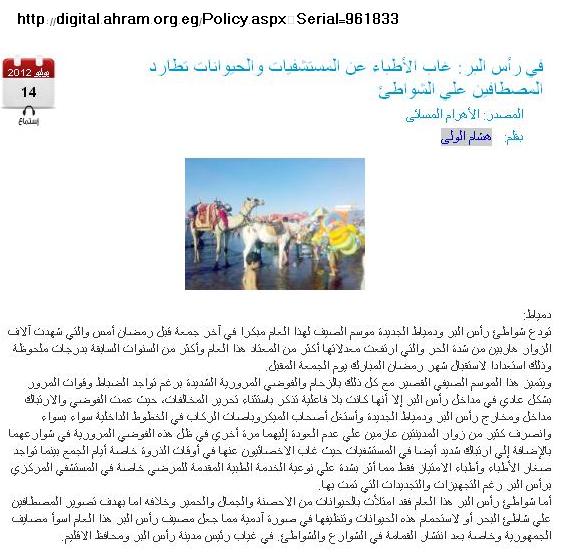 http://digital.ahram.org.eg/Policy.aspx?Serial=961833
في رأس البر: غاب الأطباء عن المستشفيات والحيوانات تطارد
المصطافين علي الشواطئ
يوليو 2012
14
إستماع
المصدر: الأهرام المسائى
بقلم: هشام الولى
دمياط:
تودع شواطئ رأس البر ودمياط الجديدة موسم الصيف لهذا العام مبكرا في آخر جمعة قبل رمضان أمس والتي شهدت آلاف
الزوار هاربين من شدة الحر والتي ارتفعت معدلاتها أكثر من المعتاد هذا العام وأكثر من السنوات السابقة بدرجات ملحوظة
وذلك استعدادا لاستقبال شهر رمضان المبارك يوم الجمعة المقبل.
ويتميز هذا الموسم الصيفي القصير مع كل ذلك بالزحام والفوضي المرورية الشديدة برغم تواجد الضباط وقوات المرور
بشكل عادي في مداخل رأس البر إلا أنها كانت بلا فاعلية تذكر باستثناء تحرير المخالفات، حيث عمت الفوضي والارتباك
مداخل ومخارج رأس البر ودمياط الجديدة وأستغل أصحاب الميكروباصات الركاب في الخطوط الداخلية سواء بسواء
وانصرف كثير من زوار المدينتين عازمين علي عدم العودة إليهما مرة أخري في ظل هذه الفوضي المرورية في شوارعهما
بالإضافة إلي ارتباك شديد أيضا في المستشفيات حيث غاب الاخصائيون عنها في أوقات الذروة خاصة أيام الجمع بينما تواجد
صغار الأطباء وأطباء الامتياز فقط مما أثر بشدة علي نوعية الخدمة الطبية المقدمة للمرضي خاصة في المستشفي المركزي
برأس البر رغم التجهيزات والتجديدات التي تمت بها.
أما شواطئ رأس البر هذا العام فقد امتلأت بالحيوانات من الاحصنة والجمال والحمير وخلافه اما بهدف تصوير المصطافين
علي شاطئ البحر أو لاستحمام هذه الحيوانات وتنظيفها في صورة آدمية مما جعل مصيف رأس البر هذا العام اسوأ مصايف
الجمهورية وخاصة بعد انتشار القمامة في الشوارع والشواطئ. في غياب رئيس مدينة رأس البر ومحافظ الاقليم.